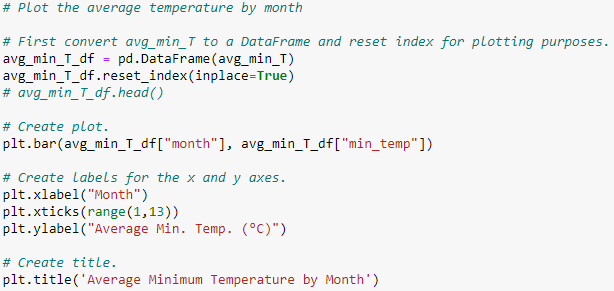 # Plot the average temperature by month
# First convert avg_min_T to a DataFrame and reset index for plotting purposes.
avg_min_T_df = pd.DataFrame(avg_min_T)
avg_min_T_df.reset_index(inplace=True)
# avg_min_T_df.head()
# Create plot.
plt.bar(avg_min_T_df["month"], avg_min_T_df["min_temp"])
# Create labels for the x and y axes.
plt.xlabel("Month")
plt.xticks(range(1,13))
plt.ylabel("Average Min. Temp. (°C)")
# Create title.
plt.title('Average Minimum Temperature by Month')